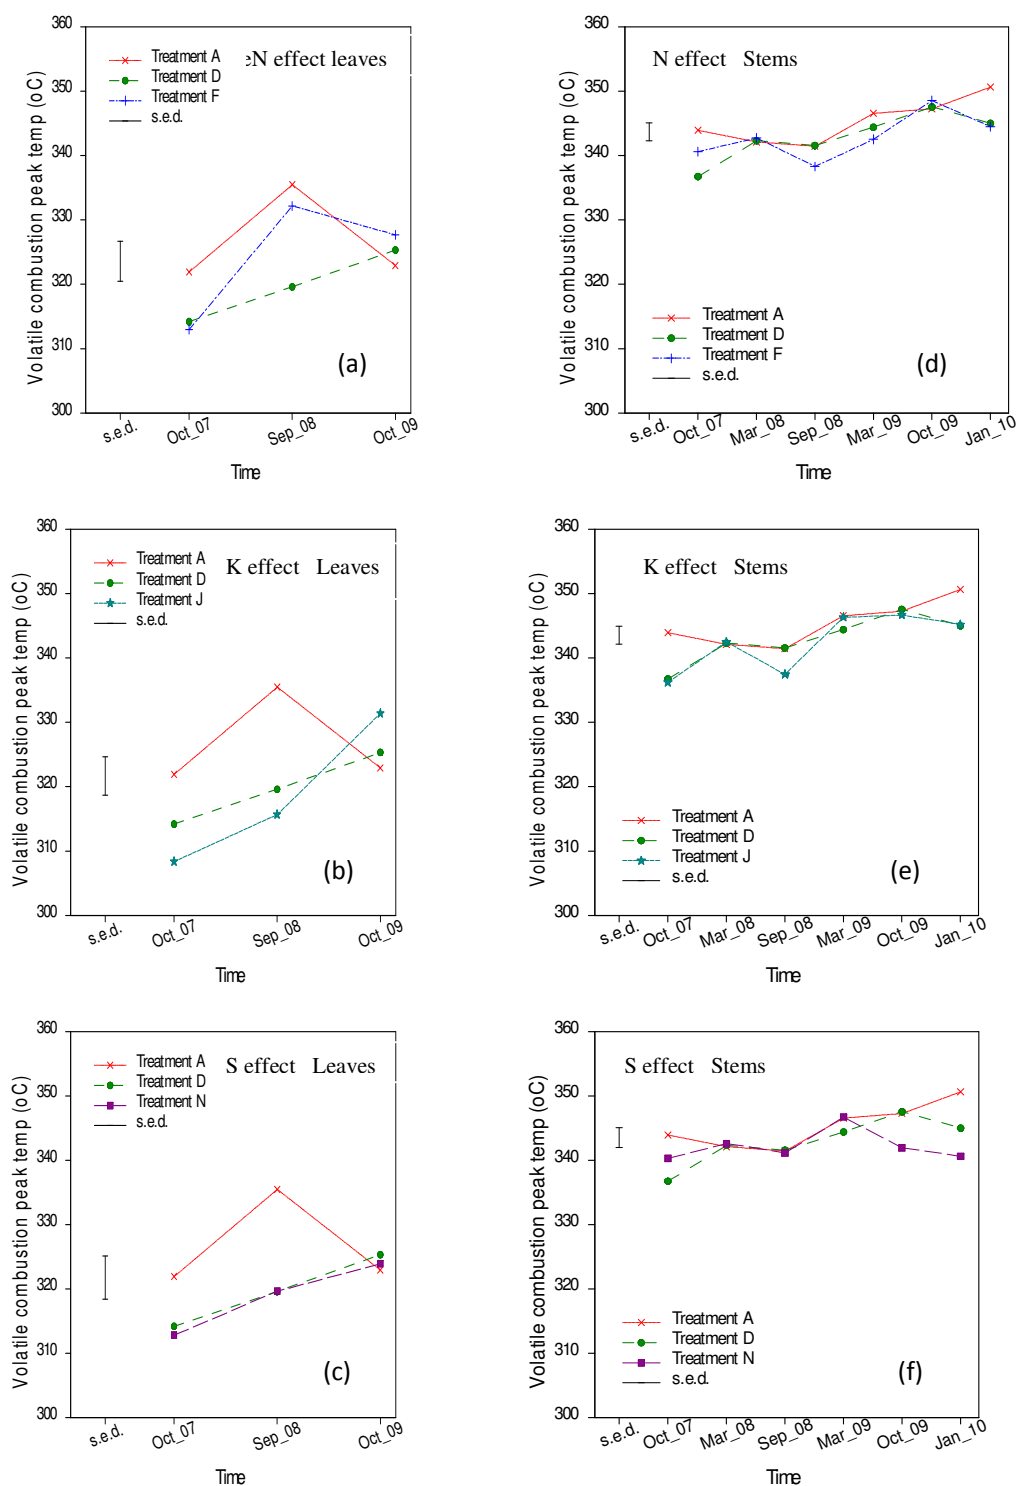 360
350
340
330
320
310
300
Volatile combustion peak temp (oC)
Treatment A
Treatment D
Treatment F
s.e.d.
eN effect leaves
(a)
s.e.d.
Oct_07
Sep_08
Oct_09
Time
360
350
340
330
320
310
300
Volatile combustion peak temp (oC)
N effect Stems
Treatment A
Treatment D
Treatment F
s.e.d.
(d)
s.e.d.
Oct_07
Mar_08
Sep_08
Mar_09
Oct_09
Jan_10
Time
360
350
340
330
320
310
300
Volatile combustion peak temp (oC)
Treatment A
Treatment D
Treatment J
s.e.d.
K effect Leaves
(b)
s.e.d.
Oct_07
Sep_08
Oct_09
Time
360
350
340
330
320
310
300
Volatile combustion peak temp (oC)
K effect Stems
Treatment A
Treatment D
Treatment J
s.e.d.
(e)
s.e.d.
Oct_07
Mar_08
Sep_08
Mar_09
Oct_09
Jan_10
Time
360
350
340
330
320
310
300
Volatile combustion peak temp (oC)
Treatment A
Treatment D
Treatment N
s.e.d.
S effect Leaves
(c)
s.e.d.
Oct_07
Sep_08
Oct_09
Time
360
350
340
330
320
310
300
Volatile combustion peak temp (oC)
S effect Stems
Treatment A
Treatment D
Treatment N
s.e.d.
(f)
s.e.d.
Oct_07
Mar_08
Sep_08
Mar_09
Oct_09
Jan_10
Time